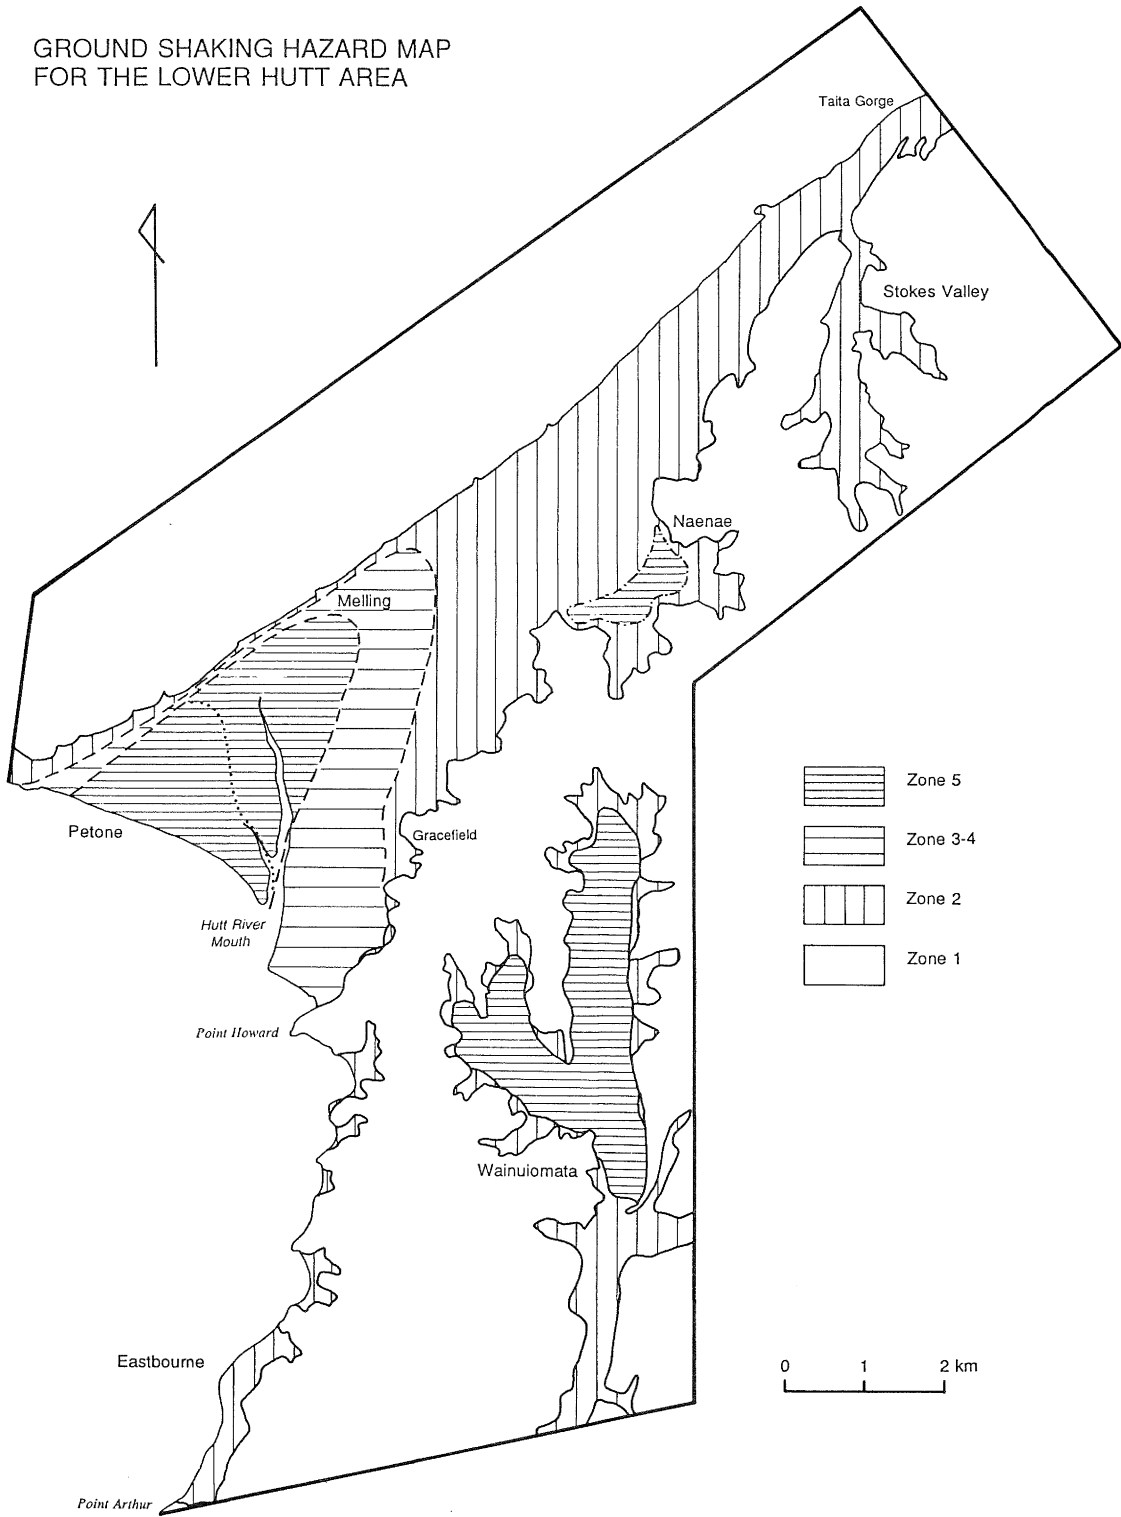 GROUND SHAKING HAZARD MAP
FOR THE LOWER HUTT AREA
Taita Gorge
Stokes Valley
Naenae
Melling
Petone
Gracefield
Hutt River
Mouth
Point Howard
Wainuiomata
Eastbourne
Point Arthur
Zone 5
Zone 3-4
Zone 2
Zone 1
0 1 2 km